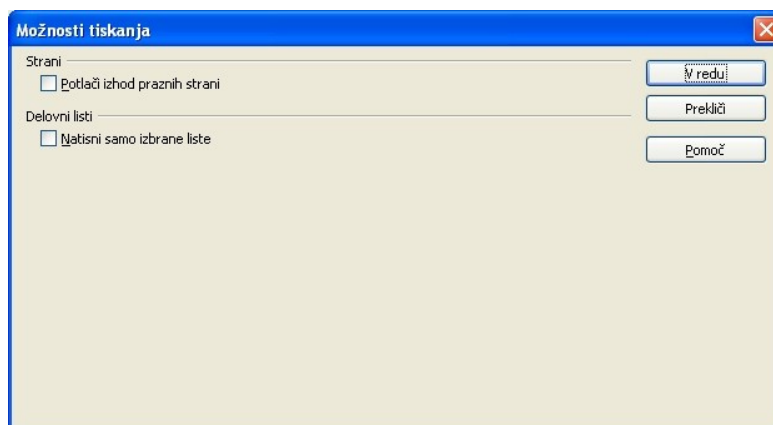 Možnosti tiskanja
Strani
Potlači izhod praznih strani
Delovni listi
Natisni samo izbrane liste
V redu
Prekliči
Pomoč